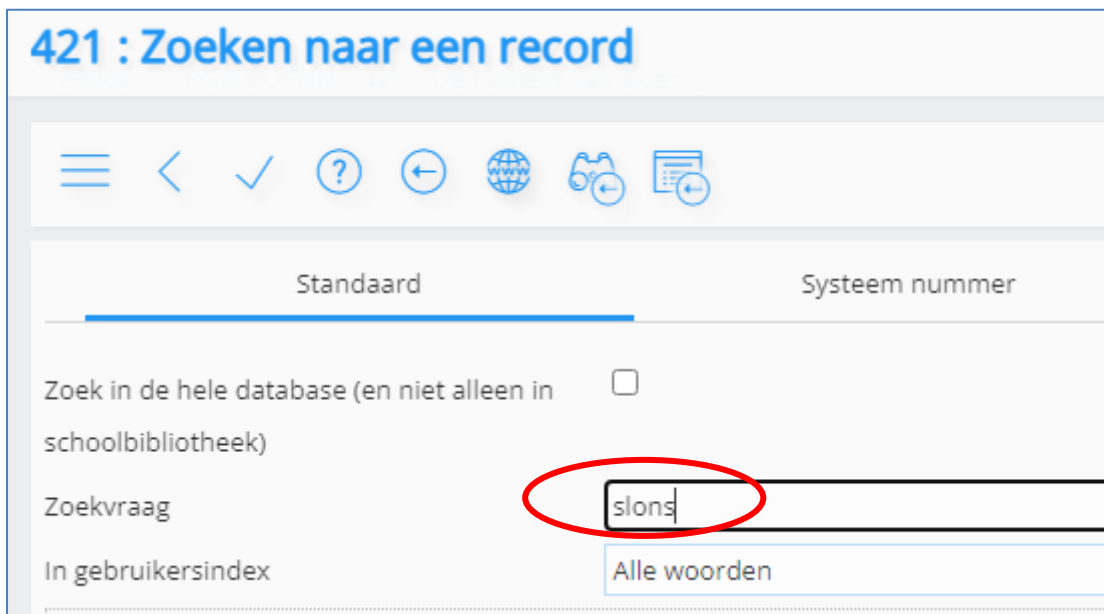 421 : Zoeken naar een record
www
Standaard Systeem nummer
Zoek in de hele database (en niet alleen in
schoolbibliotheek)
Zoekvraag slons
In gebruikersindex Alle woorden